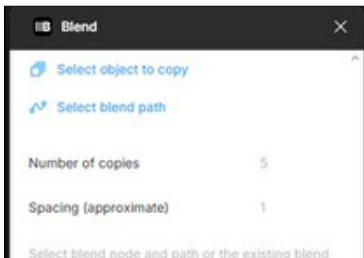 Blend
Select object to copy
Select blend path
Number of copies 5
Spacing (approximate) 1
Select blend node and path or the existing blend